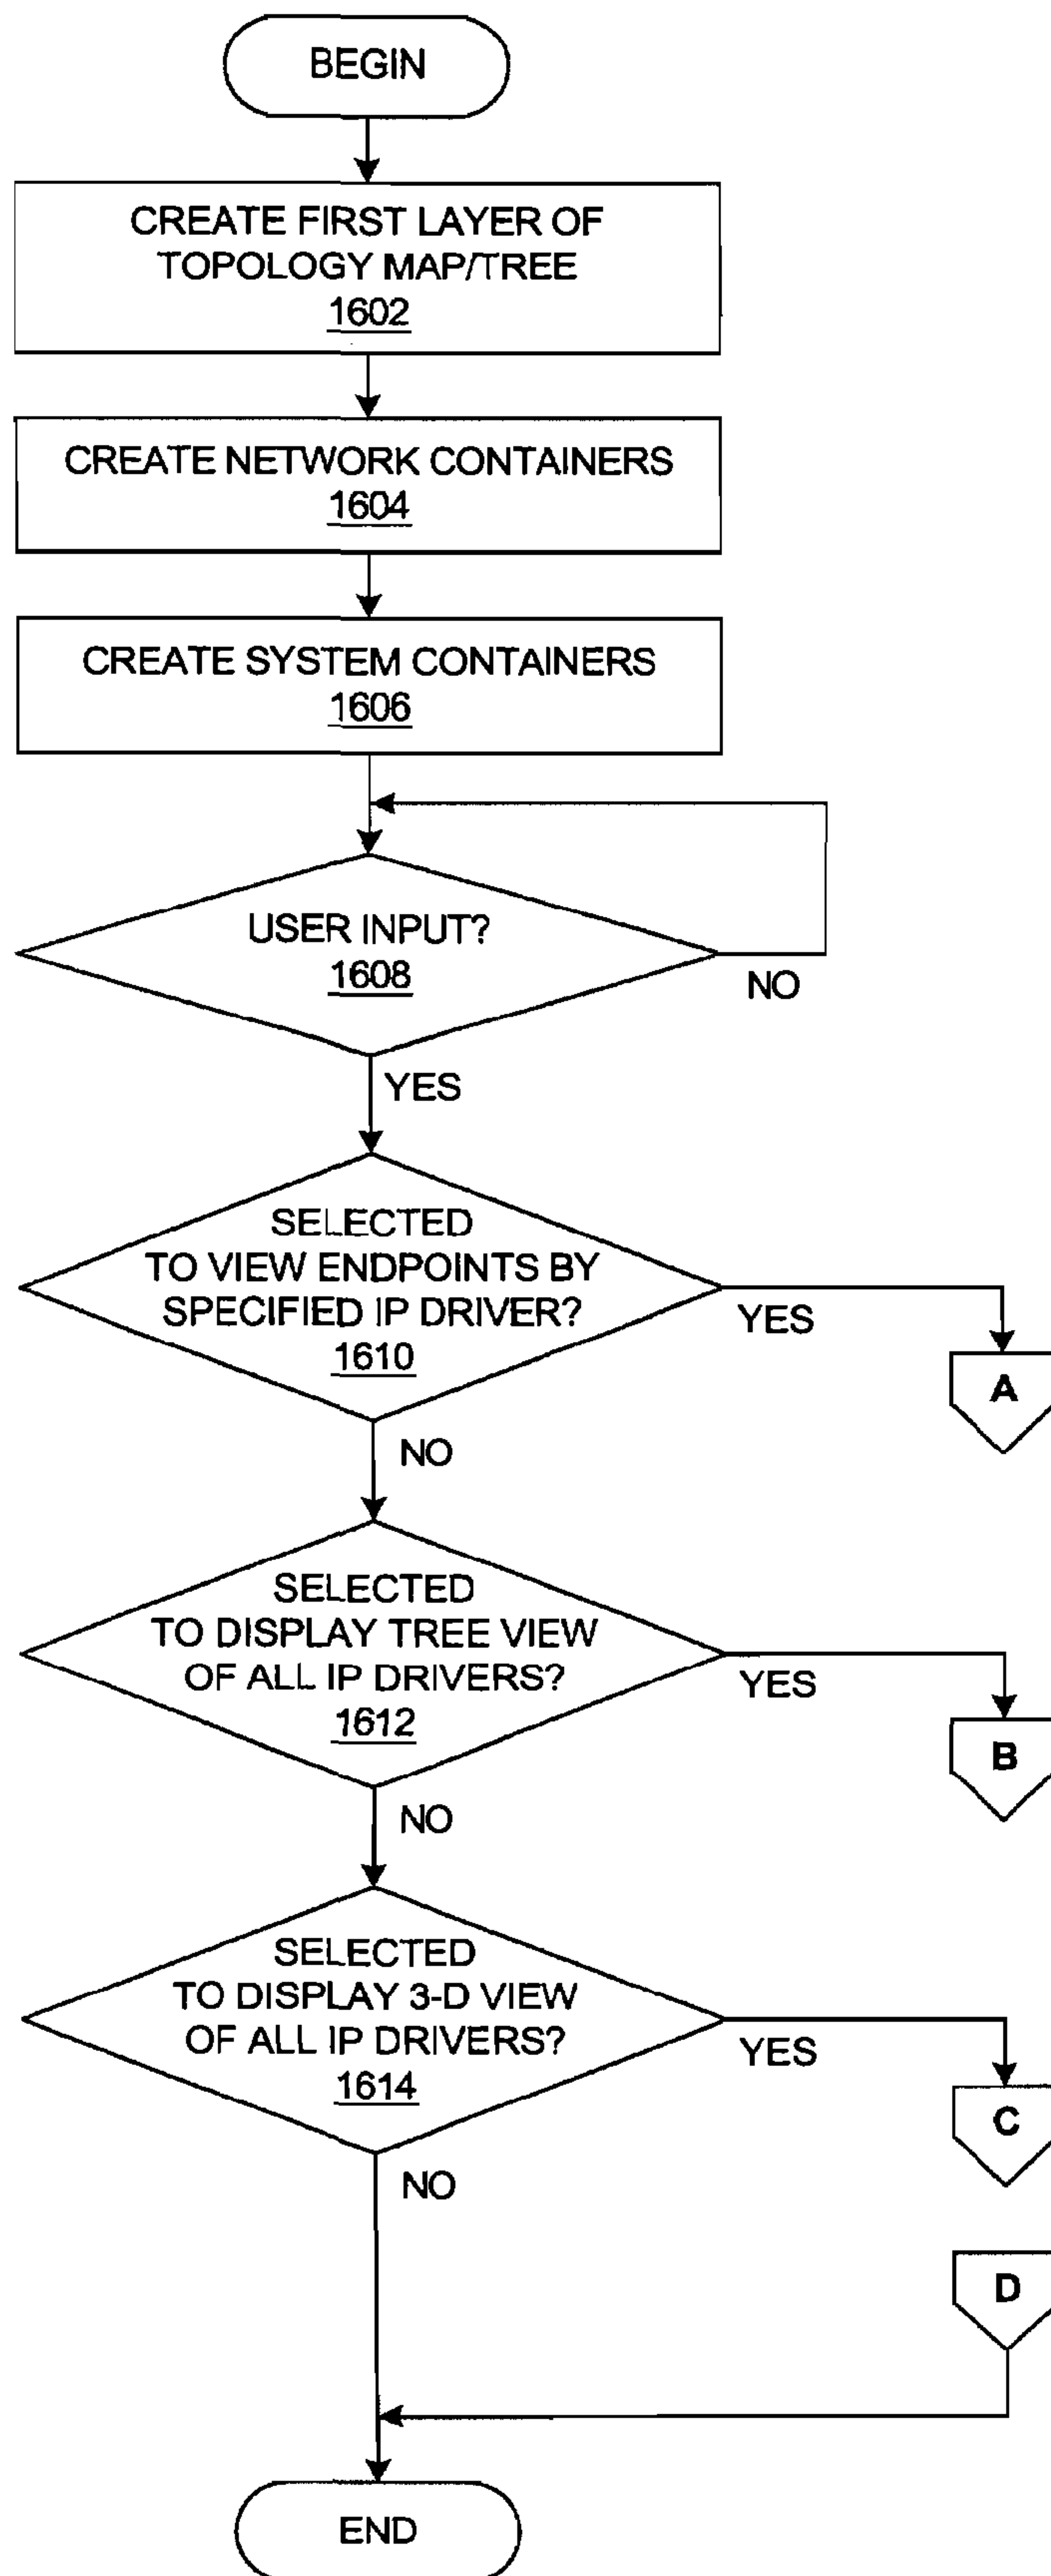 BEGIN
CREATE FIRST LAYER OF
TOPOLOGY MAP/TREE
1602
CREATE NETWORK CONTAINERS
1604
CREATE SYSTEM CONTAINERS
1606
USER INPUT?
1608
NO
YES
SELECTED
TO VIEW ENDPOINTS BY
SPECIFIED IP DRIVER?
1610
YES
A
NO
SELECTED
TO DISPLAY TREE VIEW
OF ALL IP DRIVERS?
1612
YES
B
NO
SELECTED
TO DISPLAY 3-D VIEW
OF ALL IP DRIVERS?
1614
YES
C
NO
D
END